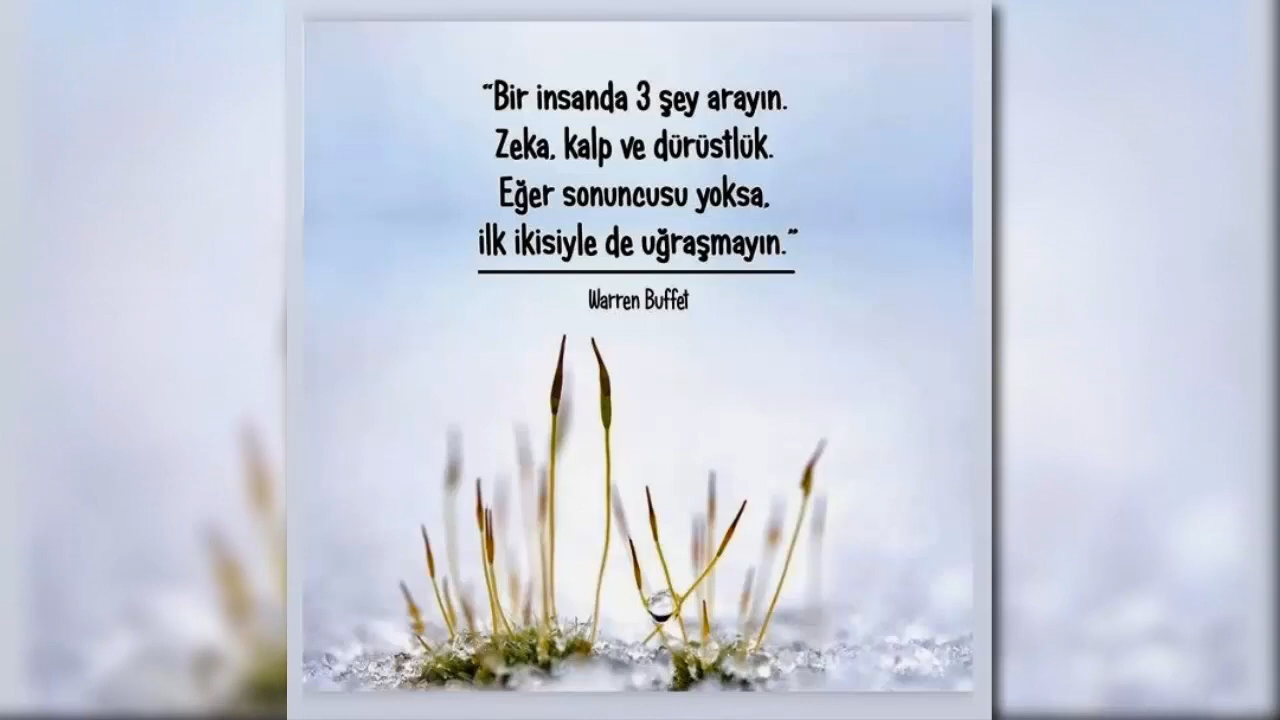 “Bir insanda 3 şey arayın.
Zeka, kalp ve dürüstlük.
Eğer sonuncusu yoksa,
ilk ikisiyle de uğraşmayın.”
Warren Buffet